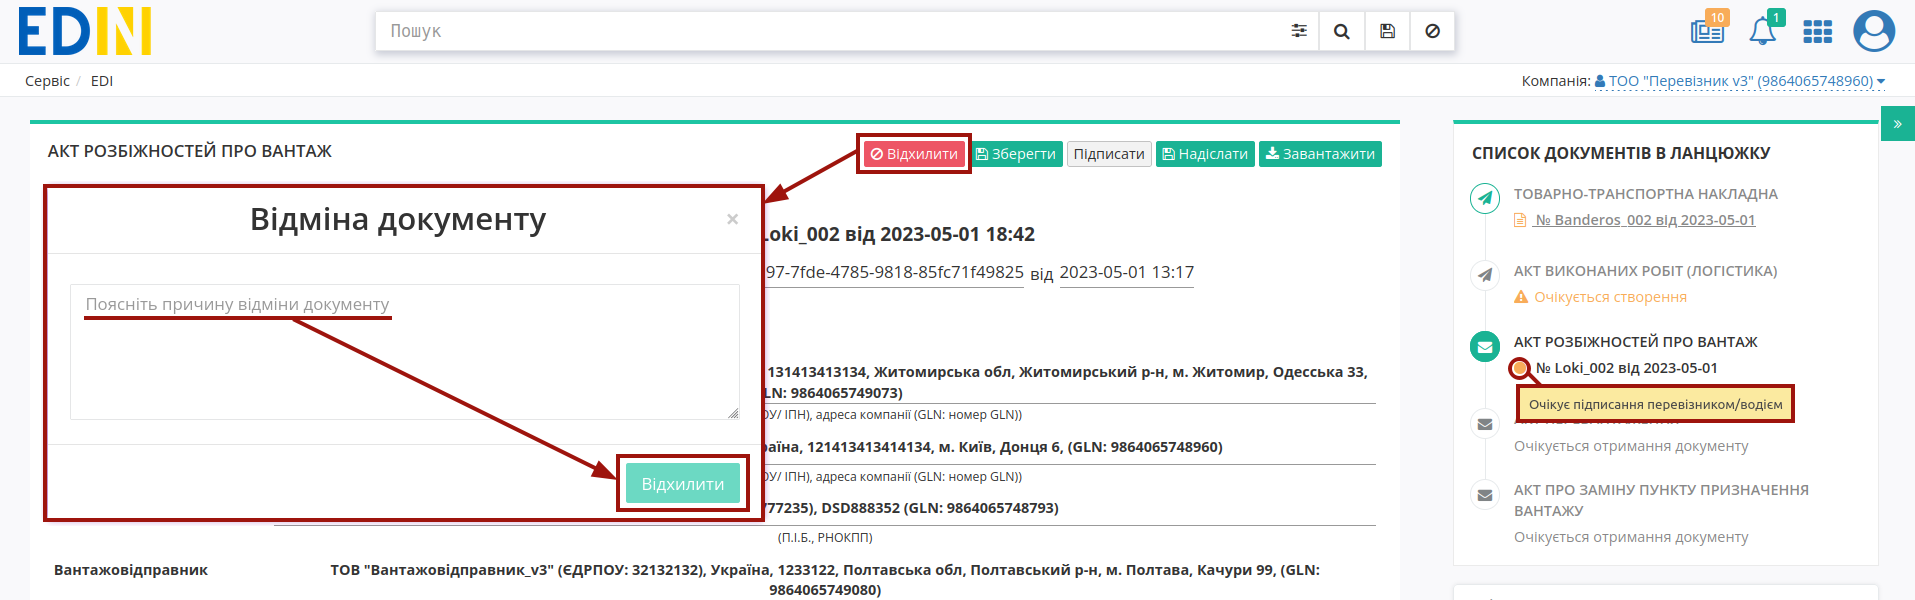 EDIN
Пошук
10
1
Сервіс / EDI
Компанія: ТОО "Перевізник v3" (9864065748960)
АКТ РОЗБІЖНОСТЕЙ ПРО ВАНТАЖ
Відхилити Зберегти Підписати Надіслати Завантажити
Відміна документу ×
Поясніть причину відміни документу
Відхилити
Loki_002 від 2023-05-01 18:42
97-7fde-4785-9818-85fc71f49825 від 2023-05-01 13:17
131413413134, Житомирська обл, Житомирський р-н, м. Житомир, Одесська 33,
LN: 9864065749073)
ОУ/ ІПН), адреса компанії (GLN: номер GLN))
раїна, 121413413414134, м. Київ, Донця 6, (GLN: 9864065748960)
ОУ/ ІПН), адреса компанії (GLN: номер GLN))
777235), DSD888352 (GLN: 9864065748793)
(П.І.Б., РНОКПП)
Вантажовідправник
ТОВ "Вантажовідправник_v3" (ЄДРПОУ: 32132132), Україна, 1233122, Полтавська обл, Полтавський р-н, м. Полтава, Качури 99, (GLN:
9864065749080)
»
СПИСОК ДОКУМЕНТІВ В ЛАНЦЮЖКУ
ТОВАРНО-ТРАНСПОРТНА НАКЛАДНА
№ Banderos_002 від 2023-05-01
АКТ ВИКОНАНИХ РОБІТ (ЛОГІСТИКА)
Очікується створення
АКТ РОЗБІЖНОСТЕЙ ПРО ВАНТАЖ
№ Loki_002 від 2023-05-01
Очікує підписання перевізником/водієм
Очікується отримання документу
АКТ ПРО ЗАМІНУ ПУНКТУ ПРИЗНАЧЕННЯ
ВАНТАЖУ
Очікується отримання документу